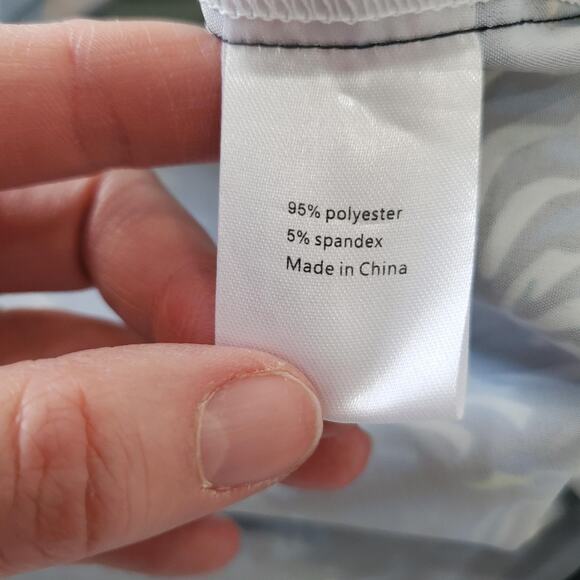 95% polyester
5% spandex
Made in China